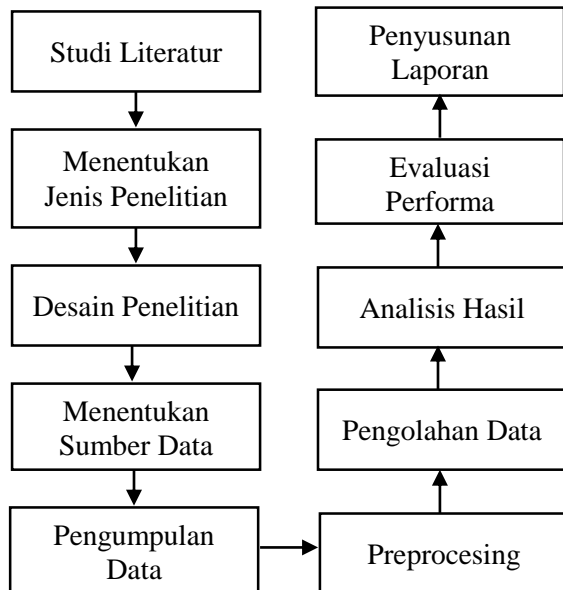 Studi Literatur
Menentukan
Jenis Penelitian
Desain Penelitian
Menentukan
Sumber Data
Pengumpulan
Data
Preprocesing
Pengolahan Data
Analisis Hasil
Evaluasi
Performa
Penyusunan
Laporan